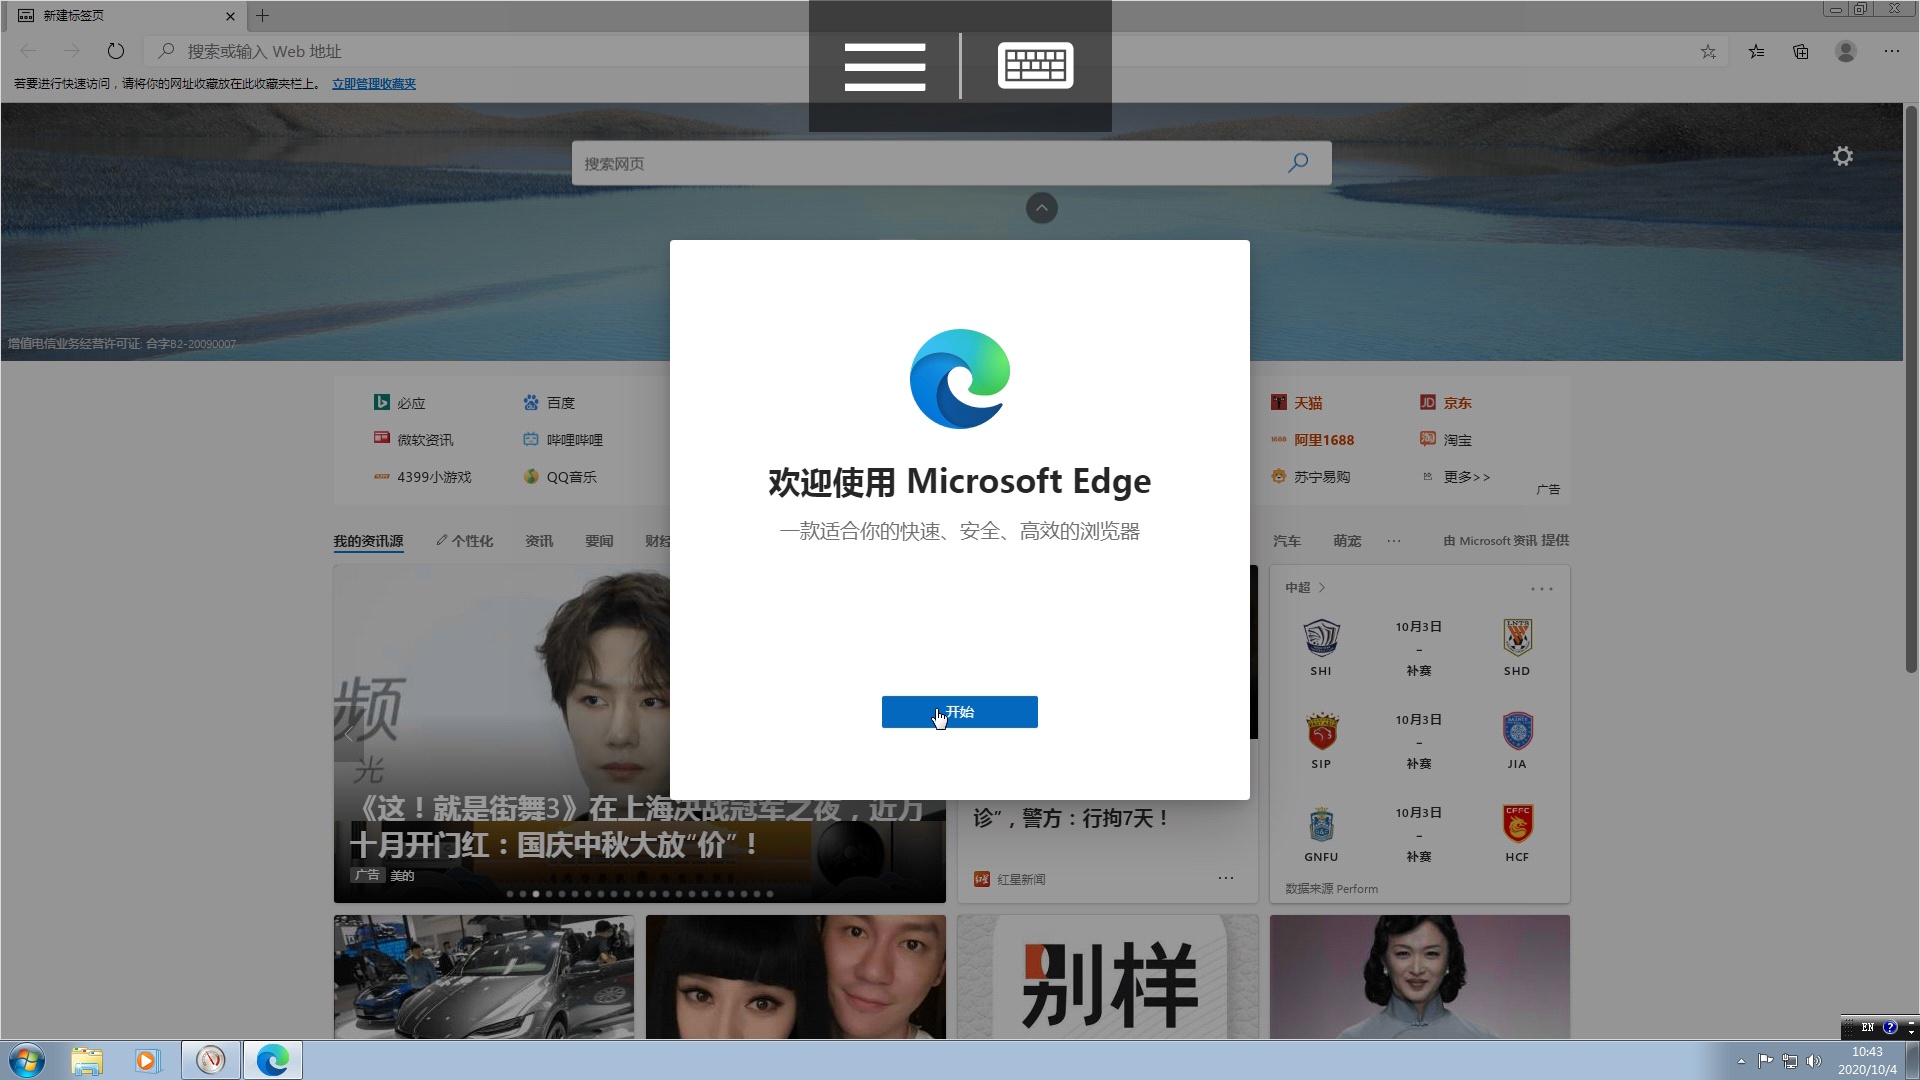 新建标签页
搜索或输入 Web 地址
若要进行快速访问，请将你的网址收藏放在此收藏夹栏上。 立即管理收藏夹
搜索网页
增值电信业务经营许可证: 合字B2-20090007
欢迎使用 Microsoft Edge
一款适合你的快速、安全、高效的浏览器
开始
必应
百度
天猫
京东
微软资讯
哔哩哔哩
阿里1688
淘宝
4399小游戏
QQ音乐
苏宁易购
更多>>
广告
我的资讯源 个性化 资讯 要闻 财经
汽车 萌宠 ··· 由 Microsoft 资讯 提供
频
光
《这！就是街舞3》在上海决战冠军之夜，近万
十月开门红：国庆中秋大放“价”！
广告 美的
诊”，警方：行拘7天！
红星新闻
中超
10月3日
-
SHI 补赛 SHD
10月3日
-
SIP 补赛 JIA
10月3日
-
GNFU 补赛 HCF
数据来源 Perform
别样
EN
10:43
2020/10/4